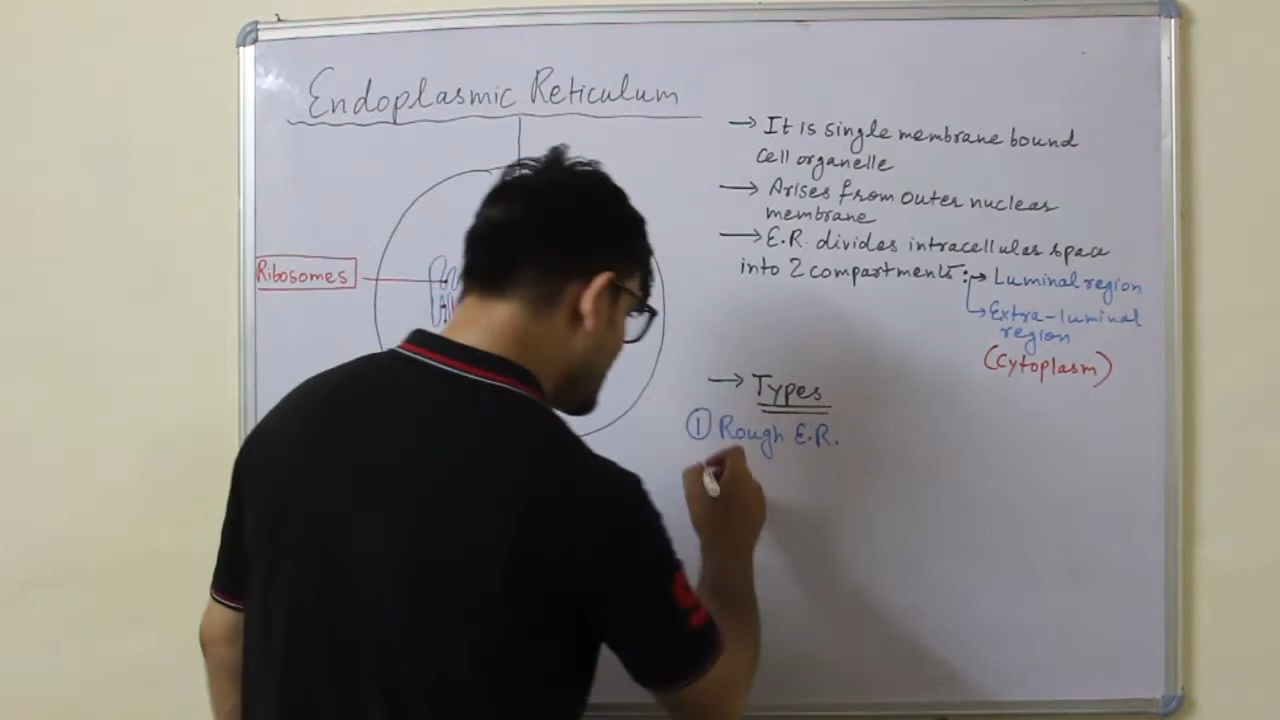 Endoplasmic Reticulum
Ribosomes
→ It is single membrane bound
cell organelle
→ Arises from outer nuclear
membrane
→ E.R. divides intracellular space
into 2 compartments :→ Luminal region
→ Extra-luminal
region
(Cytoplasm)
→ Types
① Rough E.R.